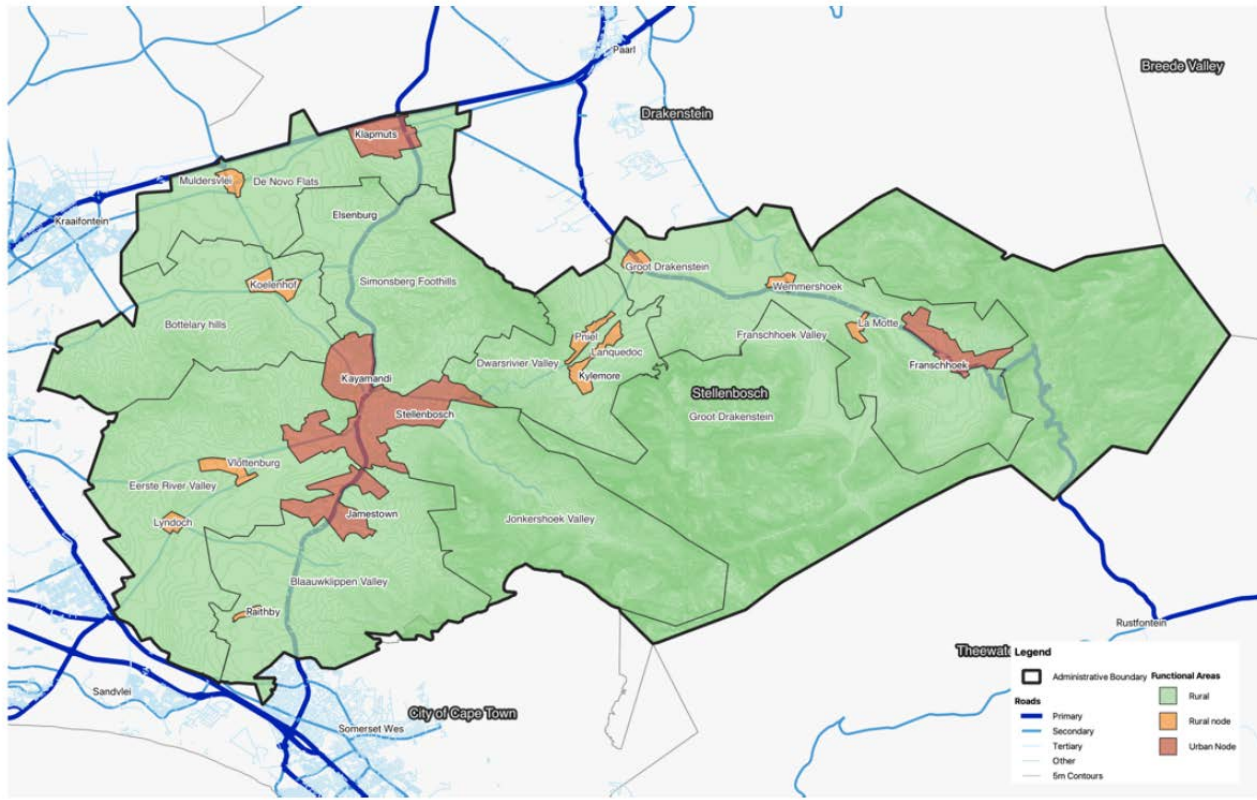 Paarl
Breede Valley
Drakenstein
Klapmuts
Muldersvlei
De Novo Flats
Kraaifontein
Elsenburg
Groot Drakenstein
Simonsberg Foothills
Koelenhof
Wemmershoek
Bottelary hills
La Motte
Pniel
Franschhoek Valley
Lanquedoc
Dwarsrivier Valley
Franschhoek
Kylemore
Kayamandi
Stellenbosch
Stellenbosch
Groot Drakenstein
Vlottenburg
Eerste River Valley
Jamestown
Jonkershoek Valley
Lyndoch
Blaauwklippen Valley
Raithby
Rustfontein
Theewat
Sandvlei
City of Cape Town
Somerset Wes
Legend
Administrative Boundary
Roads
Primary
Secondary
Tertiary
Other
5m Contours
Functional Areas
Rural
Rural node
Urban Node